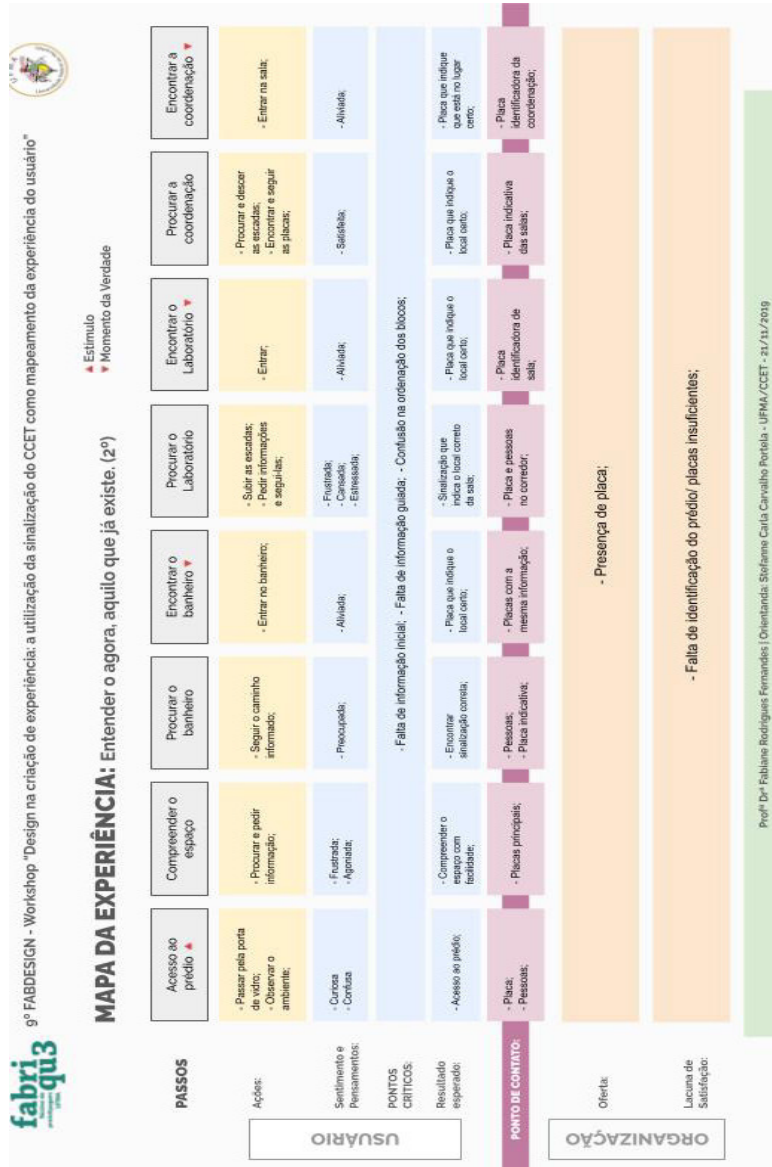 fabri
qu3
9º FABDESIGN - Workshop "Design na criação de experiência: a utilização da sinalização do CCET como mapeamento da experiência do usuário"
MAPA DA EXPERIÊNCIA: Entender o agora, aquilo que já existe. (2º)
Estímulo
Momento da Verdade
PASSOS
Acesso ao
prédio
Compreender o
espaço
Procurar o
banheiro
Encontrar o
banheiro
Procurar o
Laboratório
Encontrar o
Laboratório
Procurar a
coordenação
Encontrar a
coordenação
USUÁRIO
Ações:
- Passar pela porta
de vidro;
- Observar o
ambiente;
- Procurar e pedir
informação;
- Seguir o caminho
informado;
- Entrar no banheiro;
- Subir as escadas;
- Pedir informações
e segui-las;
- Entrar;
- Procurar e descer
as escadas;
- Encontrar e seguir
as placas;
- Entrar na sala;
Sentimento e
Pensamentos:
- Curiosa
- Confusa
- Frustrada;
- Agoniada;
- Preocupada;
- Aliviada;
- Frustrada;
- Cansada;
- Estressada;
- Aliviada;
- Satisfeita;
- Aliviada;
PONTOS
CRÍTICOS:
- Falta de informação inicial; - Falta de informação guiada; - Confusão na ordenação dos blocos;
Resultado
esperado:
- Acesso ao prédio;
- Compreender o
espaço com
facilidade;
- Encontrar
sinalização correta;
- Placa que indique o
local certo;
- Sinalização que
indica o local correto
da sala;
- Placa que indique o
local certo;
- Placa que indique o
local certo;
- Placa que indique
que está no lugar
certo;
PONTO DE CONTATO:
- Placa;
- Pessoas;
- Placas principais;
- Pessoas;
- Placa indicativa;
- Placas com a
mesma informação;
- Placa e pessoas
no corredor;
- Placa
identificadora de
sala;
- Placa indicativa
das salas;
- Placa
identificadora da
coordenação;
ORGANIZAÇÃO
Oferta:
- Presença de placa;
Lacuna de
Satisfação:
- Falta de identificação do prédio/ placas insuficientes;
Profª Drª Fabiane Rodrigues Fernandes | Orientanda: Stefanne Carla Carvalho Portela - UFMA/CCET - 21/11/2019